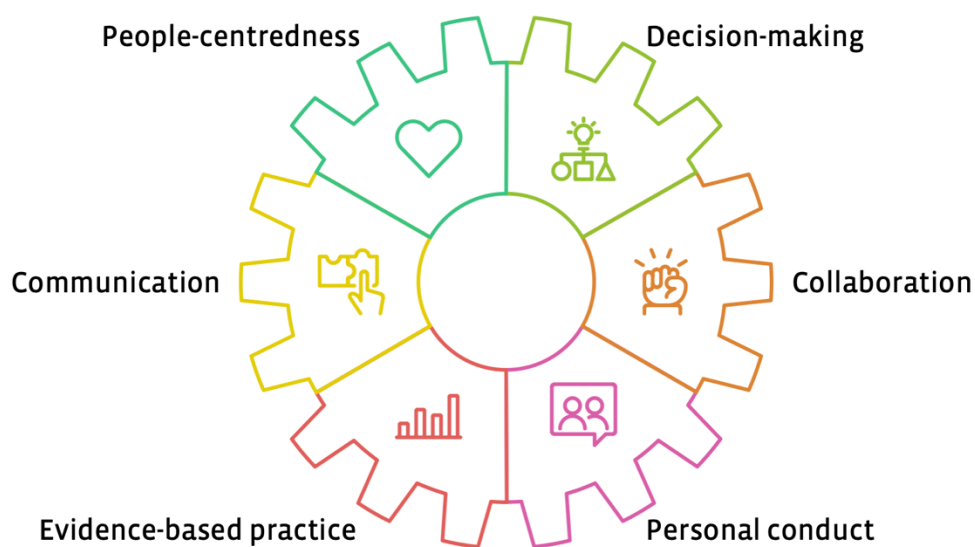 People-centredness
Decision-making
Communication
Collaboration
Evidence-based practice
Personal conduct